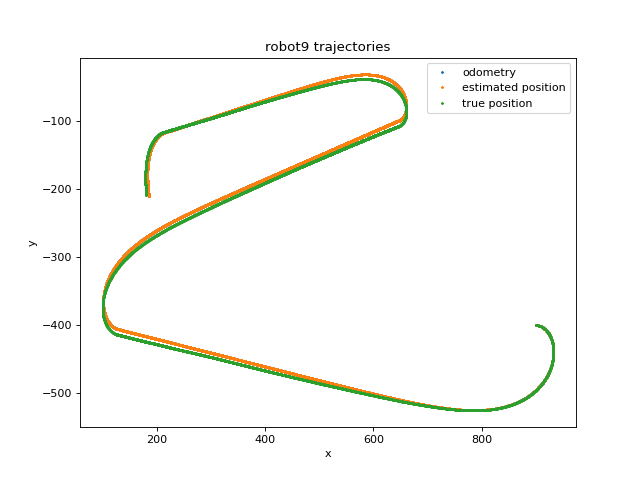 robot9 trajectories
odometry
estimated position
true position
−100
−200
−300
−400
−500
y
200 400 600 800
x